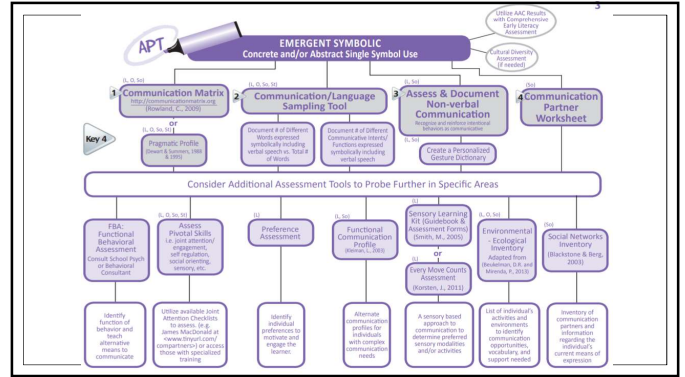 3
Utilize AAC Results
with Comprehensive
Early Literacy
Assessment
APT
EMERGENT SYMBOLIC
Concrete and/or Abstract Single Symbol Use
Cultural Diversity
Assessment
(if needed)
(L, O, So)
1 Communication Matrix
http://communicationmatrix.org
(Rowland, C., 2009)
or
(L, O, So, St)
Pragmatic Profile
(Dewart & Summers, 1988
& 1995)
(L, O, So, St)
2 Communication/Language
Sampling Tool
Document # of Different
Words expressed
symbolically including
verbal speech vs. Total #
of Words
Document # of Different
Communicative Intents/
Functions expressed
symbolically including
verbal speech
(L, So)
3 Assess & Document
Non-verbal
Communication
Recognize and reinforce intentional
behaviors as communicative
(L, So)
Create a Personalized
Gesture Dictionary
(So)
4 Communication
Partner
Worksheet
Key 4
Consider Additional Assessment Tools to Probe Further in Specific Areas
FBA:
Functional
Behavioral
Assessment
Consult School Psych
or Behavioral
Consultant
Identify
function of
behavior and
teach
alternative
means to
communicate
(L, O, So, St)
Assess
Pivotal Skills
i.e. joint attention/
engagement,
self regulation,
social orienting,
sensory, etc.
Utilize available Joint
Attention Checklists
to assess. (e.g.
James MacDonald at
<www.tinyurl.com/
compartners>) or access
those with specialized
training
(L)
Preference
Assessment
Identify
individual
preferences to
motivate and
engage the
learner.
(L, So)
Functional
Communication
Profile
(Kleiman, L., 2003)
Alternate
communication
profiles for
individuals with
complex
communication
needs
(L)
Sensory Learning
Kit (Guidebook &
Assessment Forms)
(Smith, M., 2005)
or
(L)
Every Move Counts
Assessment
(Korsten, J., 2011)
A sensory based
approach to
communication to
determine preferred
sensory modalities
and/or activities
(L, O, So)
Environmental
- Ecological
Inventory
Adapted from
(Beukelman, D.R. and
Mirenda, P., 2013)
List of individual's
activities and
environments to
identify
communication
opportunities,
vocabulary, and
support needed
(So)
Social Networks
Inventory
(Blackstone & Berg,
2003)
Inventory of
communication
partners and
information
regarding the
individual's
current means of
expression